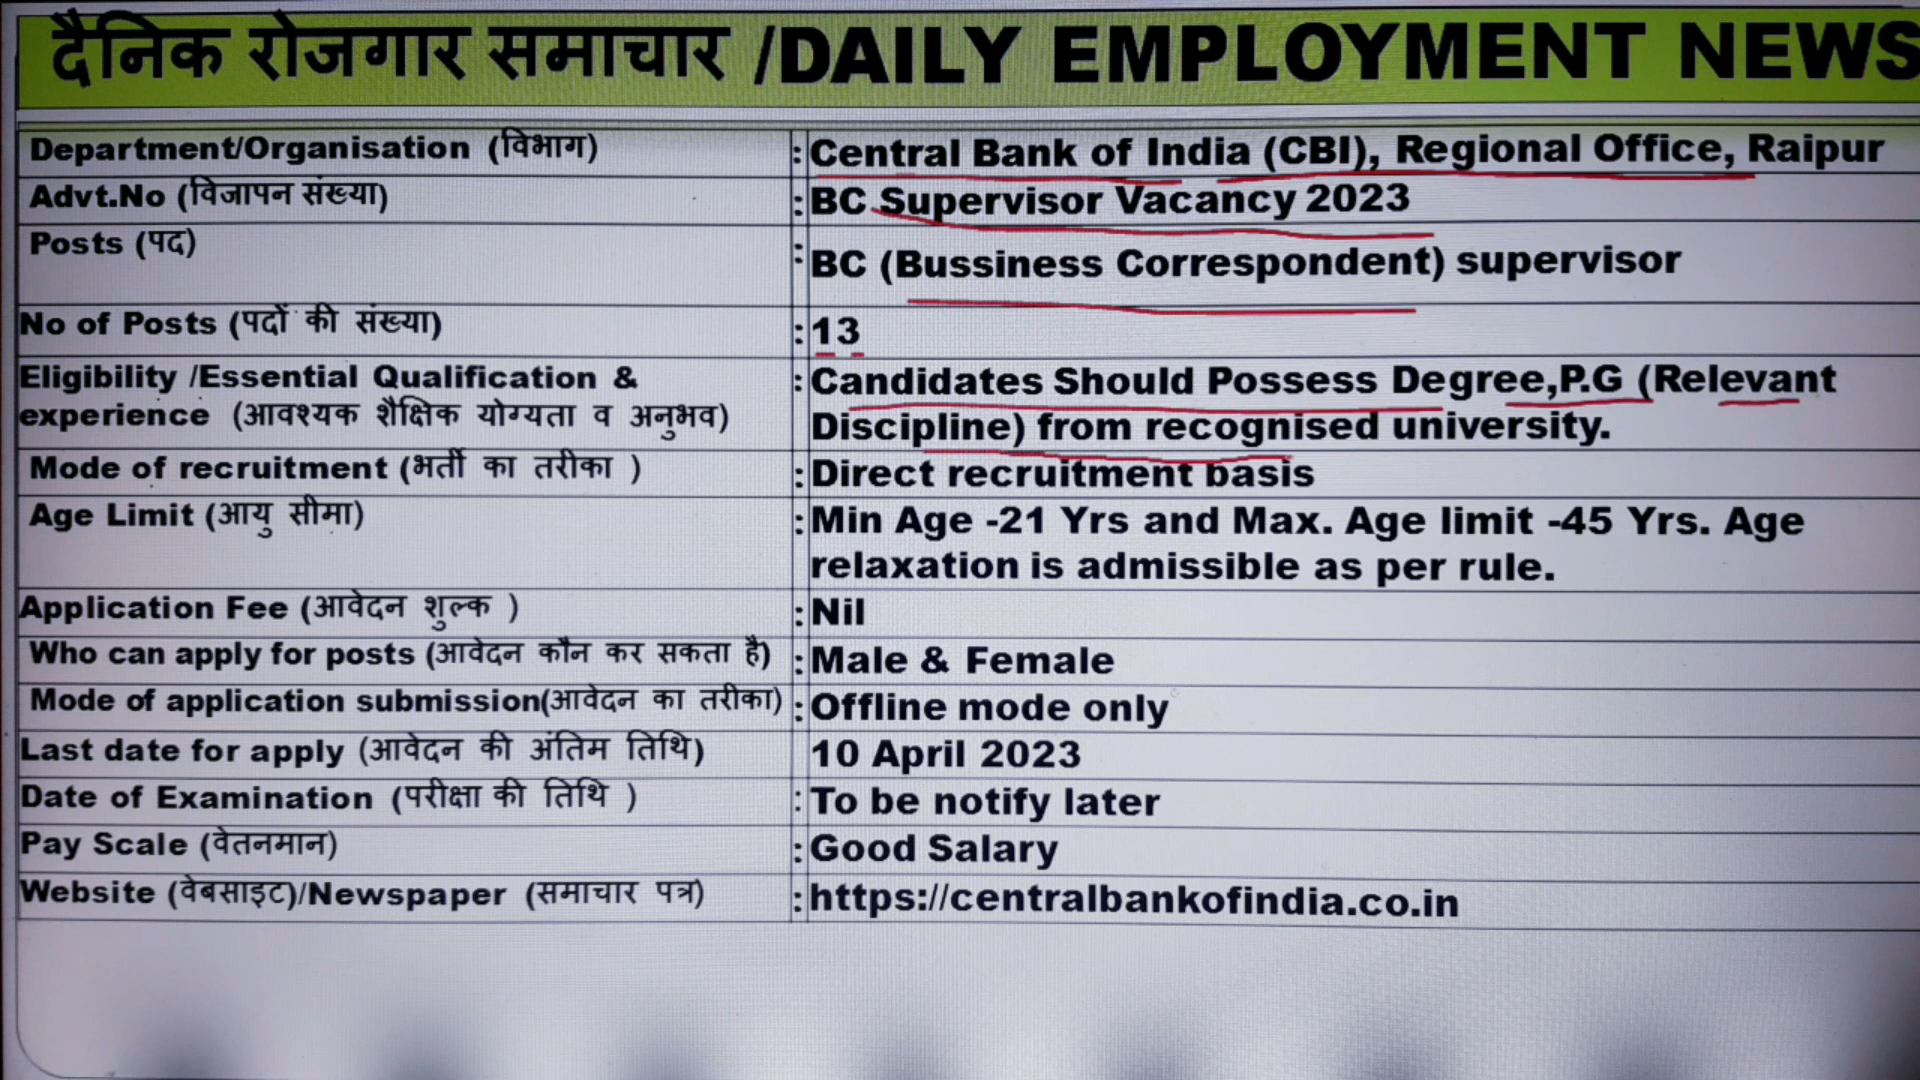 दैनिक रोजगार समाचार /DAILY EMPLOYMENT NEWS
Department/Organisation (विभाग) : Central Bank of India (CBI), Regional Office, Raipur
Advt.No (विज्ञापन संख्या) : BC Supervisor Vacancy 2023
Posts (पद) : BC (Bussiness Correspondent) supervisor
No of Posts (पदों की संख्या) : 13
Eligibility /Essential Qualification & experience (आवश्यक शैक्षिक योग्यता व अनुभव) : Candidates Should Possess Degree,P.G (Relevant
Discipline) from recognised university.
Mode of recruitment (भर्ती का तरीका ) : Direct recruitment basis
Age Limit (आयु सीमा) : Min Age -21 Yrs and Max. Age limit -45 Yrs. Age
relaxation is admissible as per rule.
Application Fee (आवेदन शुल्क ) : Nil
Who can apply for posts (आवेदन कौन कर सकता है) : Male & Female
Mode of application submission(आवेदन का तरीका) : Offline mode only
Last date for apply (आवेदन की अंतिम तिथि) 10 April 2023
Date of Examination (परीक्षा की तिथि ) : To be notify later
Pay Scale (वेतनमान) : Good Salary
Website (वेबसाइट)/Newspaper (समाचार पत्र) : https://centralbankofindia.co.in